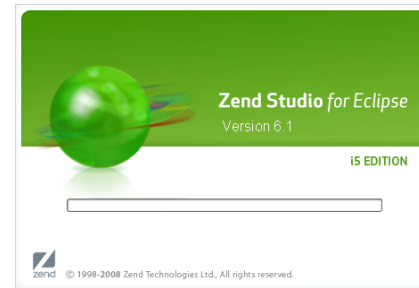 Zend Studio for Eclipse
Version 6.1
i5 EDITION
zend © 1998-2008 Zend Technologies Ltd., All rights reserved.